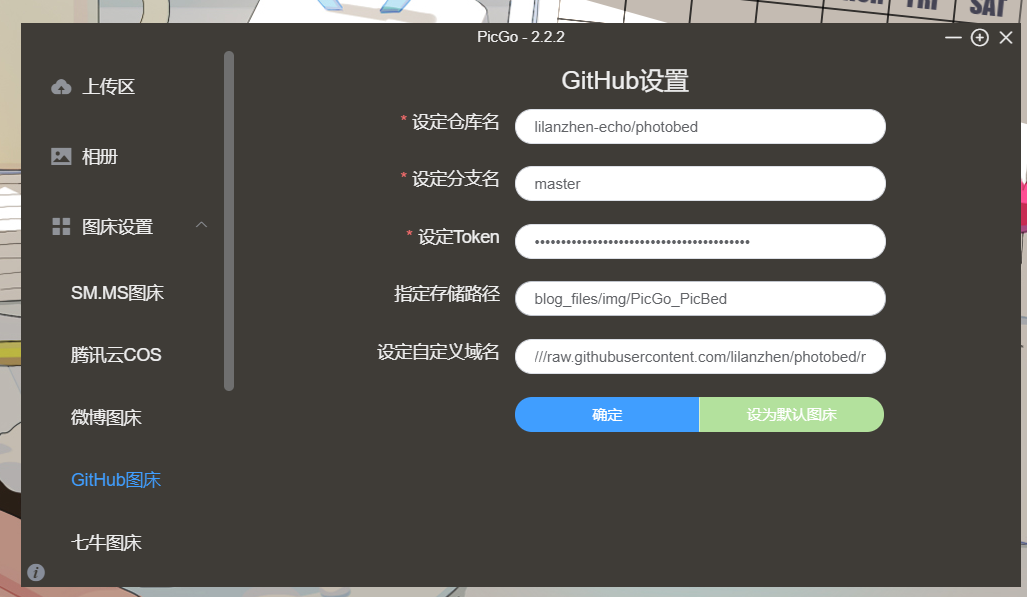 SAT
PicGo - 2.2.2
上传区
相册
图床设置
SM.MS图床
腾讯云COS
微博图床
GitHub图床
七牛图床
GitHub设置
* 设定仓库名
lilanzhen-echo/photobed
* 设定分支名
master
* 设定Token
••••••••••••••••••••••••••••••••••••••••
指定存储路径
blog_files/img/PicGo_PicBed
设定自定义域名
///raw.githubusercontent.com/lilanzhen/photobed/r
确定
设为默认图床